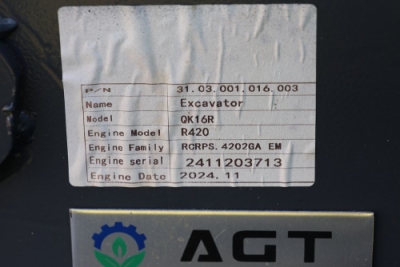 P/N 31.03.001.016.003
Name Excavator
Model QK16R
Engine Model R420
Engine Family RCRPS.4202GA EM
Engine serial 2411203713
Engine Date 2024.11
AGT